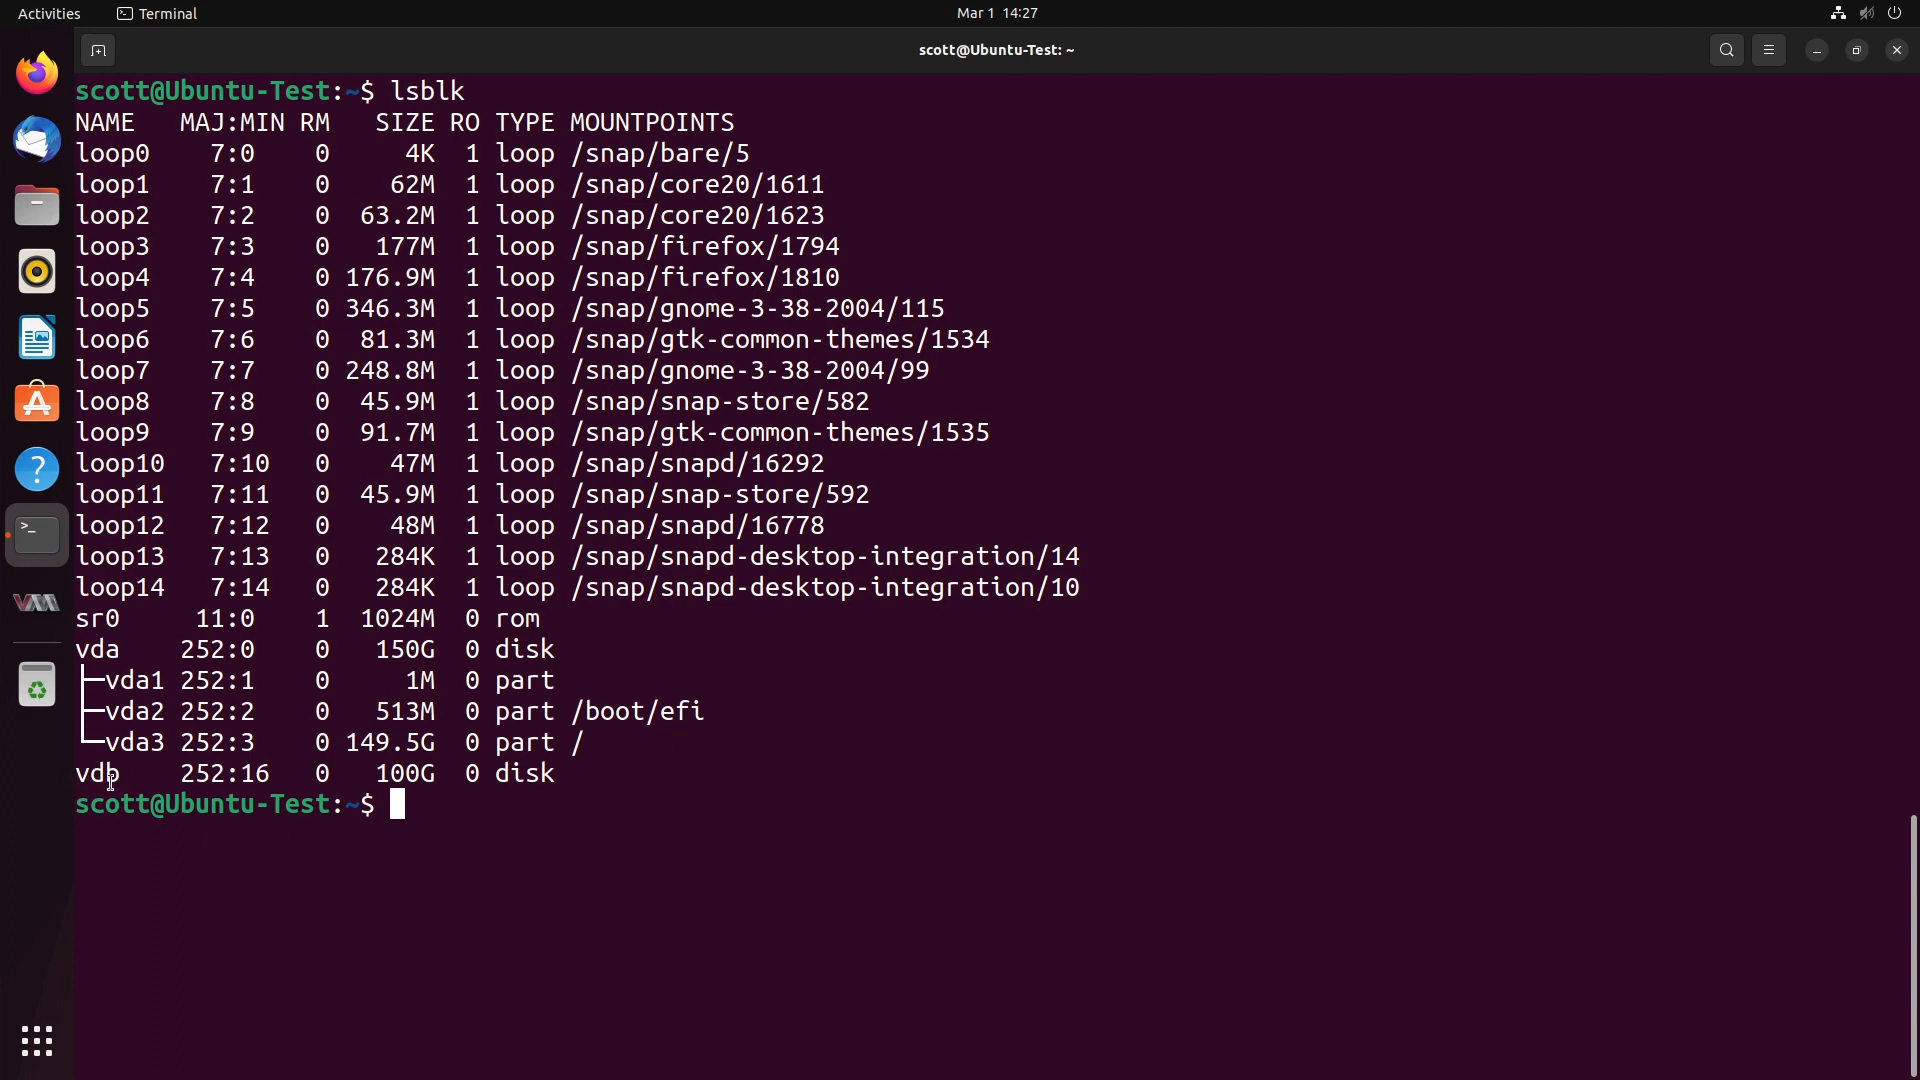 Activities Terminal Mar 1 14:27
scott@Ubuntu-Test: ~
scott@Ubuntu-Test:~$ lsblk
NAME   MAJ:MIN RM   SIZE RO TYPE MOUNTPOINTS
loop0    7:0    0     4K  1 loop /snap/bare/5
loop1    7:1    0    62M  1 loop /snap/core20/1611
loop2    7:2    0  63.2M  1 loop /snap/core20/1623
loop3    7:3    0   177M  1 loop /snap/firefox/1794
loop4    7:4    0 176.9M  1 loop /snap/firefox/1810
loop5    7:5    0 346.3M  1 loop /snap/gnome-3-38-2004/115
loop6    7:6    0  81.3M  1 loop /snap/gtk-common-themes/1534
loop7    7:7    0 248.8M  1 loop /snap/gnome-3-38-2004/99
loop8    7:8    0  45.9M  1 loop /snap/snap-store/582
loop9    7:9    0  91.7M  1 loop /snap/gtk-common-themes/1535
loop10   7:10   0    47M  1 loop /snap/snapd/16292
loop11   7:11   0  45.9M  1 loop /snap/snap-store/592
loop12   7:12   0    48M  1 loop /snap/snapd/16778
loop13   7:13   0   284K  1 loop /snap/snapd-desktop-integration/14
loop14   7:14   0   284K  1 loop /snap/snapd-desktop-integration/10
sr0     11:0    1  1024M  0 rom
vda    252:0    0   150G  0 disk
├─vda1 252:1    0     1M  0 part
├─vda2 252:2    0   513M  0 part /boot/efi
└─vda3 252:3    0 149.5G  0 part /
vdb    252:16   0   100G  0 disk
scott@Ubuntu-Test:~$